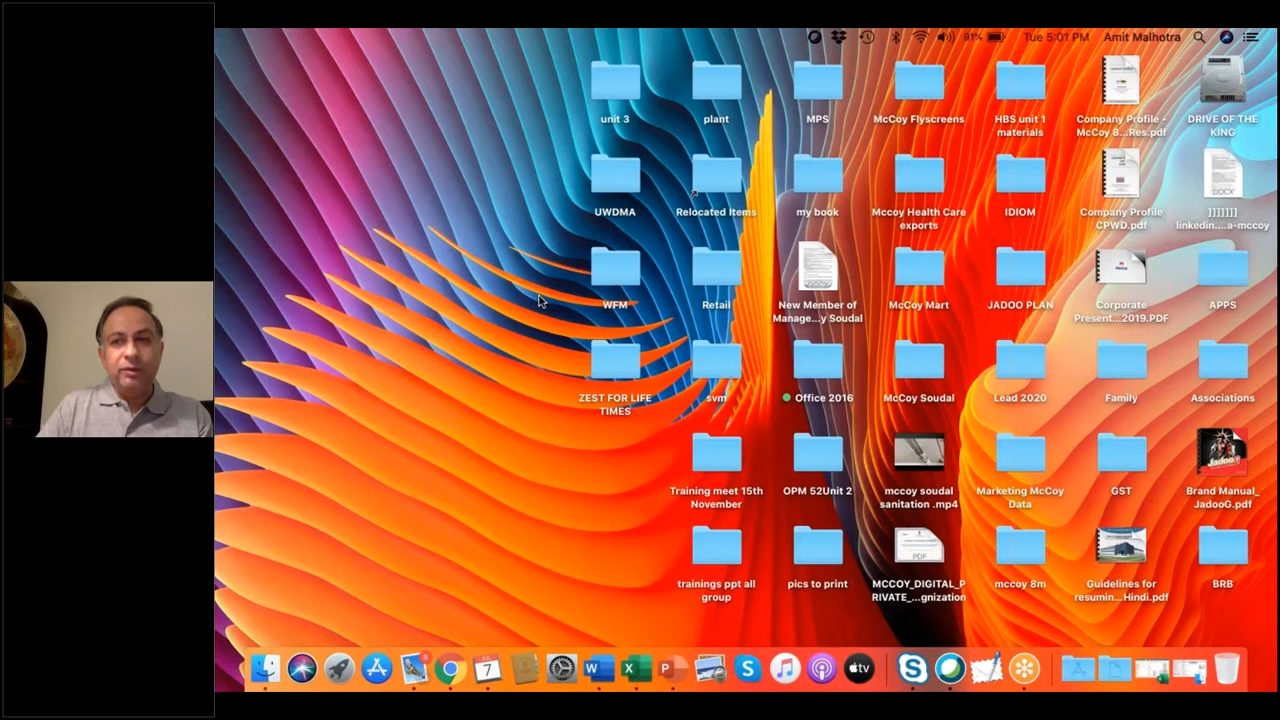 91% Tue 5:01 PM Amit Malhotra
unit 3
plant
MPS
McCoy Flyscreens
HBS unit 1
materials
Company Profile -
McCoy 8...Res.pdf
DRIVE OF THE
KING
UWDMA
Relocated Items
my book
Mccoy Health Care
exports
IDIOM
Company Profile
CPWD.pdf
DOCX
]]]]]]]
linkedin....a-mccoy
WFM
Retail
New Member of
Manage...y Soudal
McCoy Mart
JADOO PLAN
Corporate
Present...2019.PDF
APPS
ZEST FOR LIFE
TIMES
svm
Office 2016
McCoy Soudal
Lead 2020
Family
Associations
Training meet 15th
November
OPM 52Unit 2
mccoy soudal
sanitation .mp4
Marketing McCoy
Data
GST
Brand Manual_
JadooG.pdf
trainings ppt all
group
pics to print
PDF
MCCOY_DIGITAL_P
RIVATE_...gnization
mccoy 8m
Guidelines for
resumin...Hindi.pdf
BRB
7
W
X
P
S
tv
S